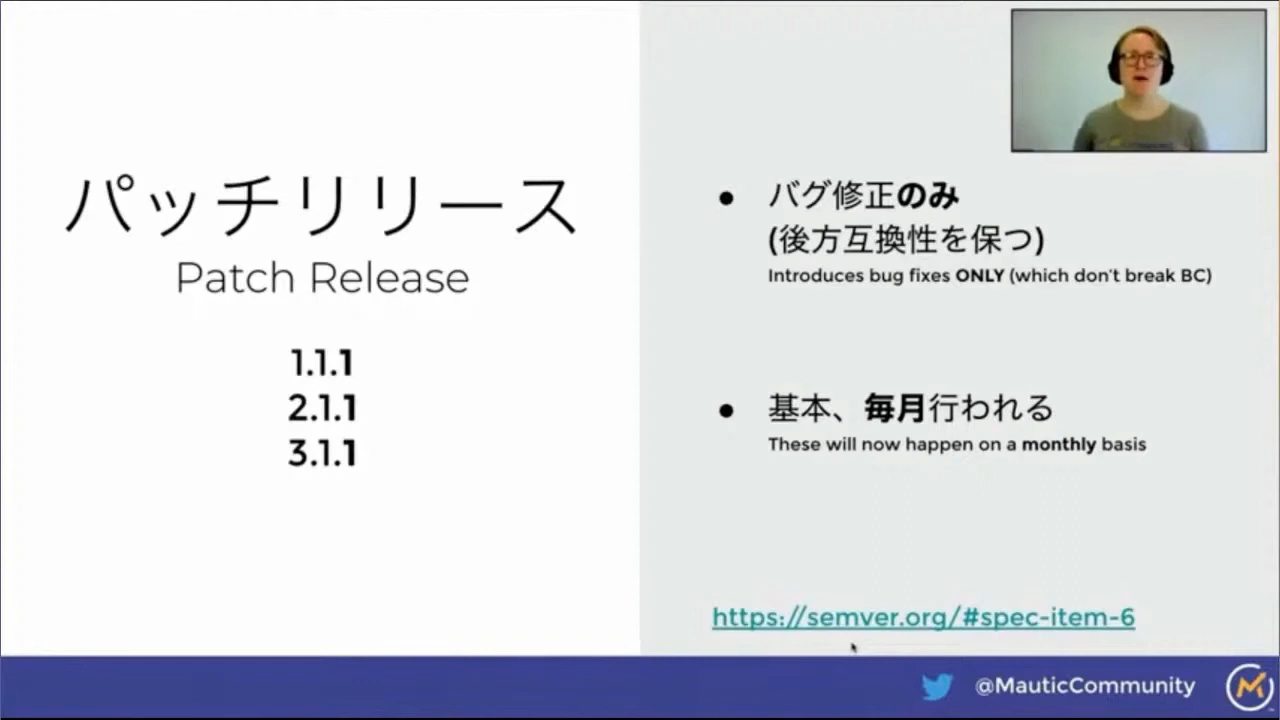 パッチリリース
Patch Release
1.1.1
2.1.1
3.1.1
● バグ修正のみ
(後方互換性を保つ)
Introduces bug fixes ONLY (which don't break BC)
● 基本、毎月行われる
These will now happen on a monthly basis
https://semver.org/#spec-item-6
@MauticCommunity